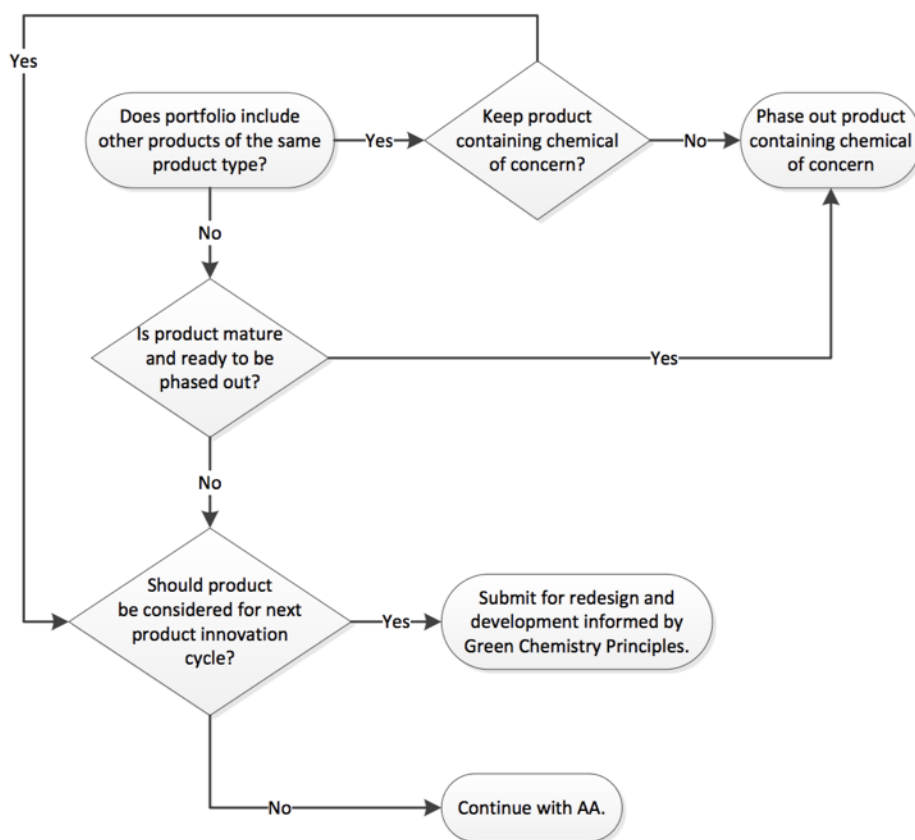 Yes
Does portfolio include
other products of the same
product type?
Yes
Keep product
containing chemical
of concern?
No
Phase out product
containing chemical
of concern
No
Is product mature
and ready to be
phased out?
Yes
No
Should product
be considered for next
product innovation
cycle?
Yes
Submit for redesign and
development informed by
Green Chemistry Principles.
No
Continue with AA.